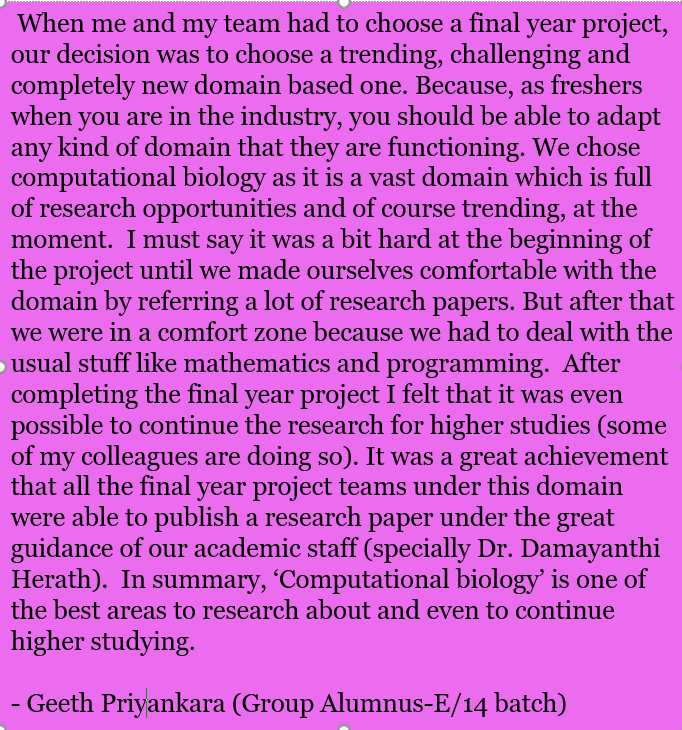 When me and my team had to choose a final year project,
our decision was to choose a trending, challenging and
completely new domain based one. Because, as freshers
when you are in the industry, you should be able to adapt
any kind of domain that they are functioning. We chose
computational biology as it is a vast domain which is full
of research opportunities and of course trending, at the
moment.  I must say it was a bit hard at the beginning of
the project until we made ourselves comfortable with the
domain by referring a lot of research papers. But after that
we were in a comfort zone because we had to deal with the
usual stuff like mathematics and programming.  After
completing the final year project I felt that it was even
possible to continue the research for higher studies (some
of my colleagues are doing so). It was a great achievement
that all the final year project teams under this domain
were able to publish a research paper under the great
guidance of our academic staff (specially Dr. Damayanthi
Herath).  In summary, ‘Computational biology’ is one of
the best areas to research about and even to continue
higher studying.

- Geeth Priyankara (Group Alumnus-E/14 batch)